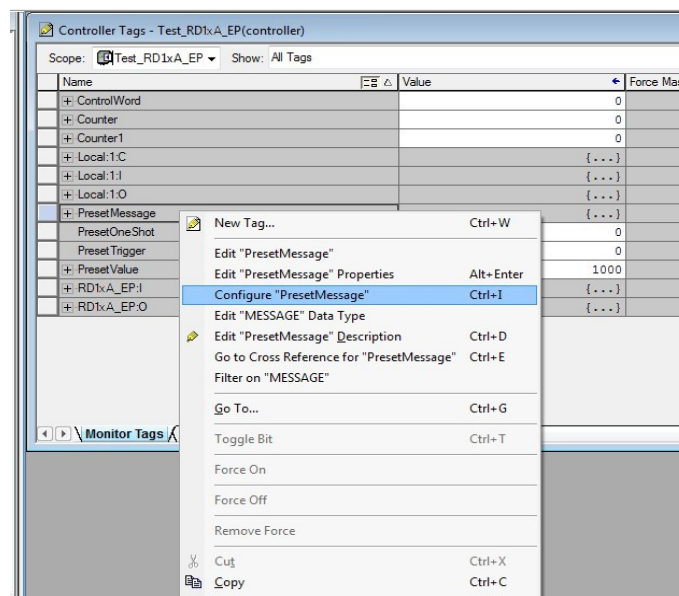 Controller Tags - Test_RD1xA_EP(controller)
Scope: Test_RD1xA_EP Show: All Tags
Name Value Force Mas
ControlWord 0
Counter 0
Counter1 0
Local:1:C {...}
Local:1:I {...}
Local:1:O {...}
PresetMessage {...}
PresetOneShot 0
PresetTrigger 0
PresetValue 1000
RD1xA_EP:I {...}
RD1xA_EP:O {...}
New Tag... Ctrl+W
Edit "PresetMessage"
Edit "PresetMessage" Properties Alt+Enter
Configure "PresetMessage" Ctrl+I
Edit "MESSAGE" Data Type
Edit "PresetMessage" Description Ctrl+D
Go to Cross Reference for "PresetMessage" Ctrl+E
Filter on "MESSAGE"
Go To... Ctrl+G
Toggle Bit Ctrl+T
Force On
Force Off
Remove Force
Cut Ctrl+X
Copy Ctrl+C
Monitor Tags